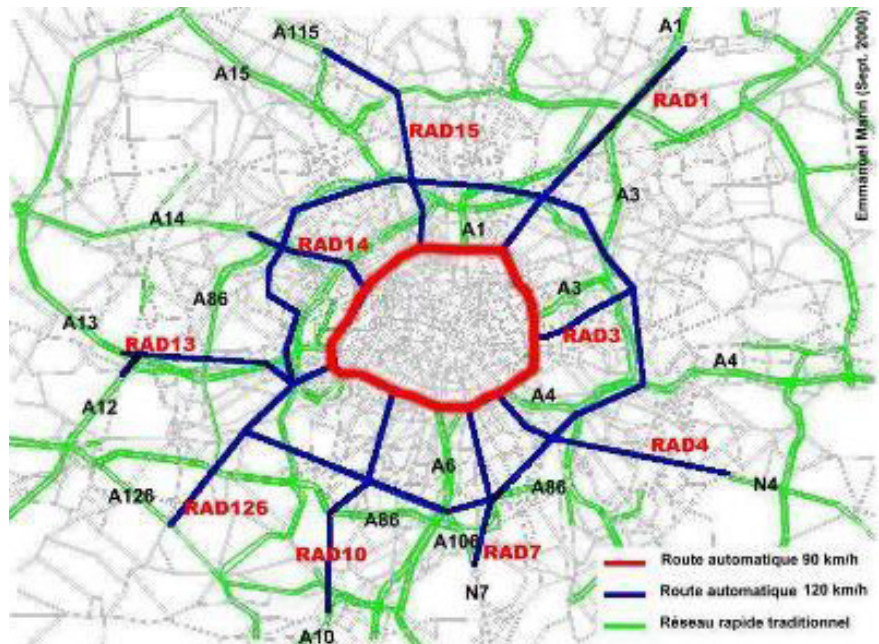 A115
A1
Emmanuel Marin (Sept. 2000)
A15
RAD1
RAD15
A3
A14
A1
RAD14
A86
A3
A13
RAD13
RAD3
A4
A4
A12
RAD4
A6
A126
A86
N4
RAD126
A86
A106
RAD10
RAD7
N7
A10
Route automatique 90 km/h
Route automatique 120 km/h
Réseau rapide traditionnel